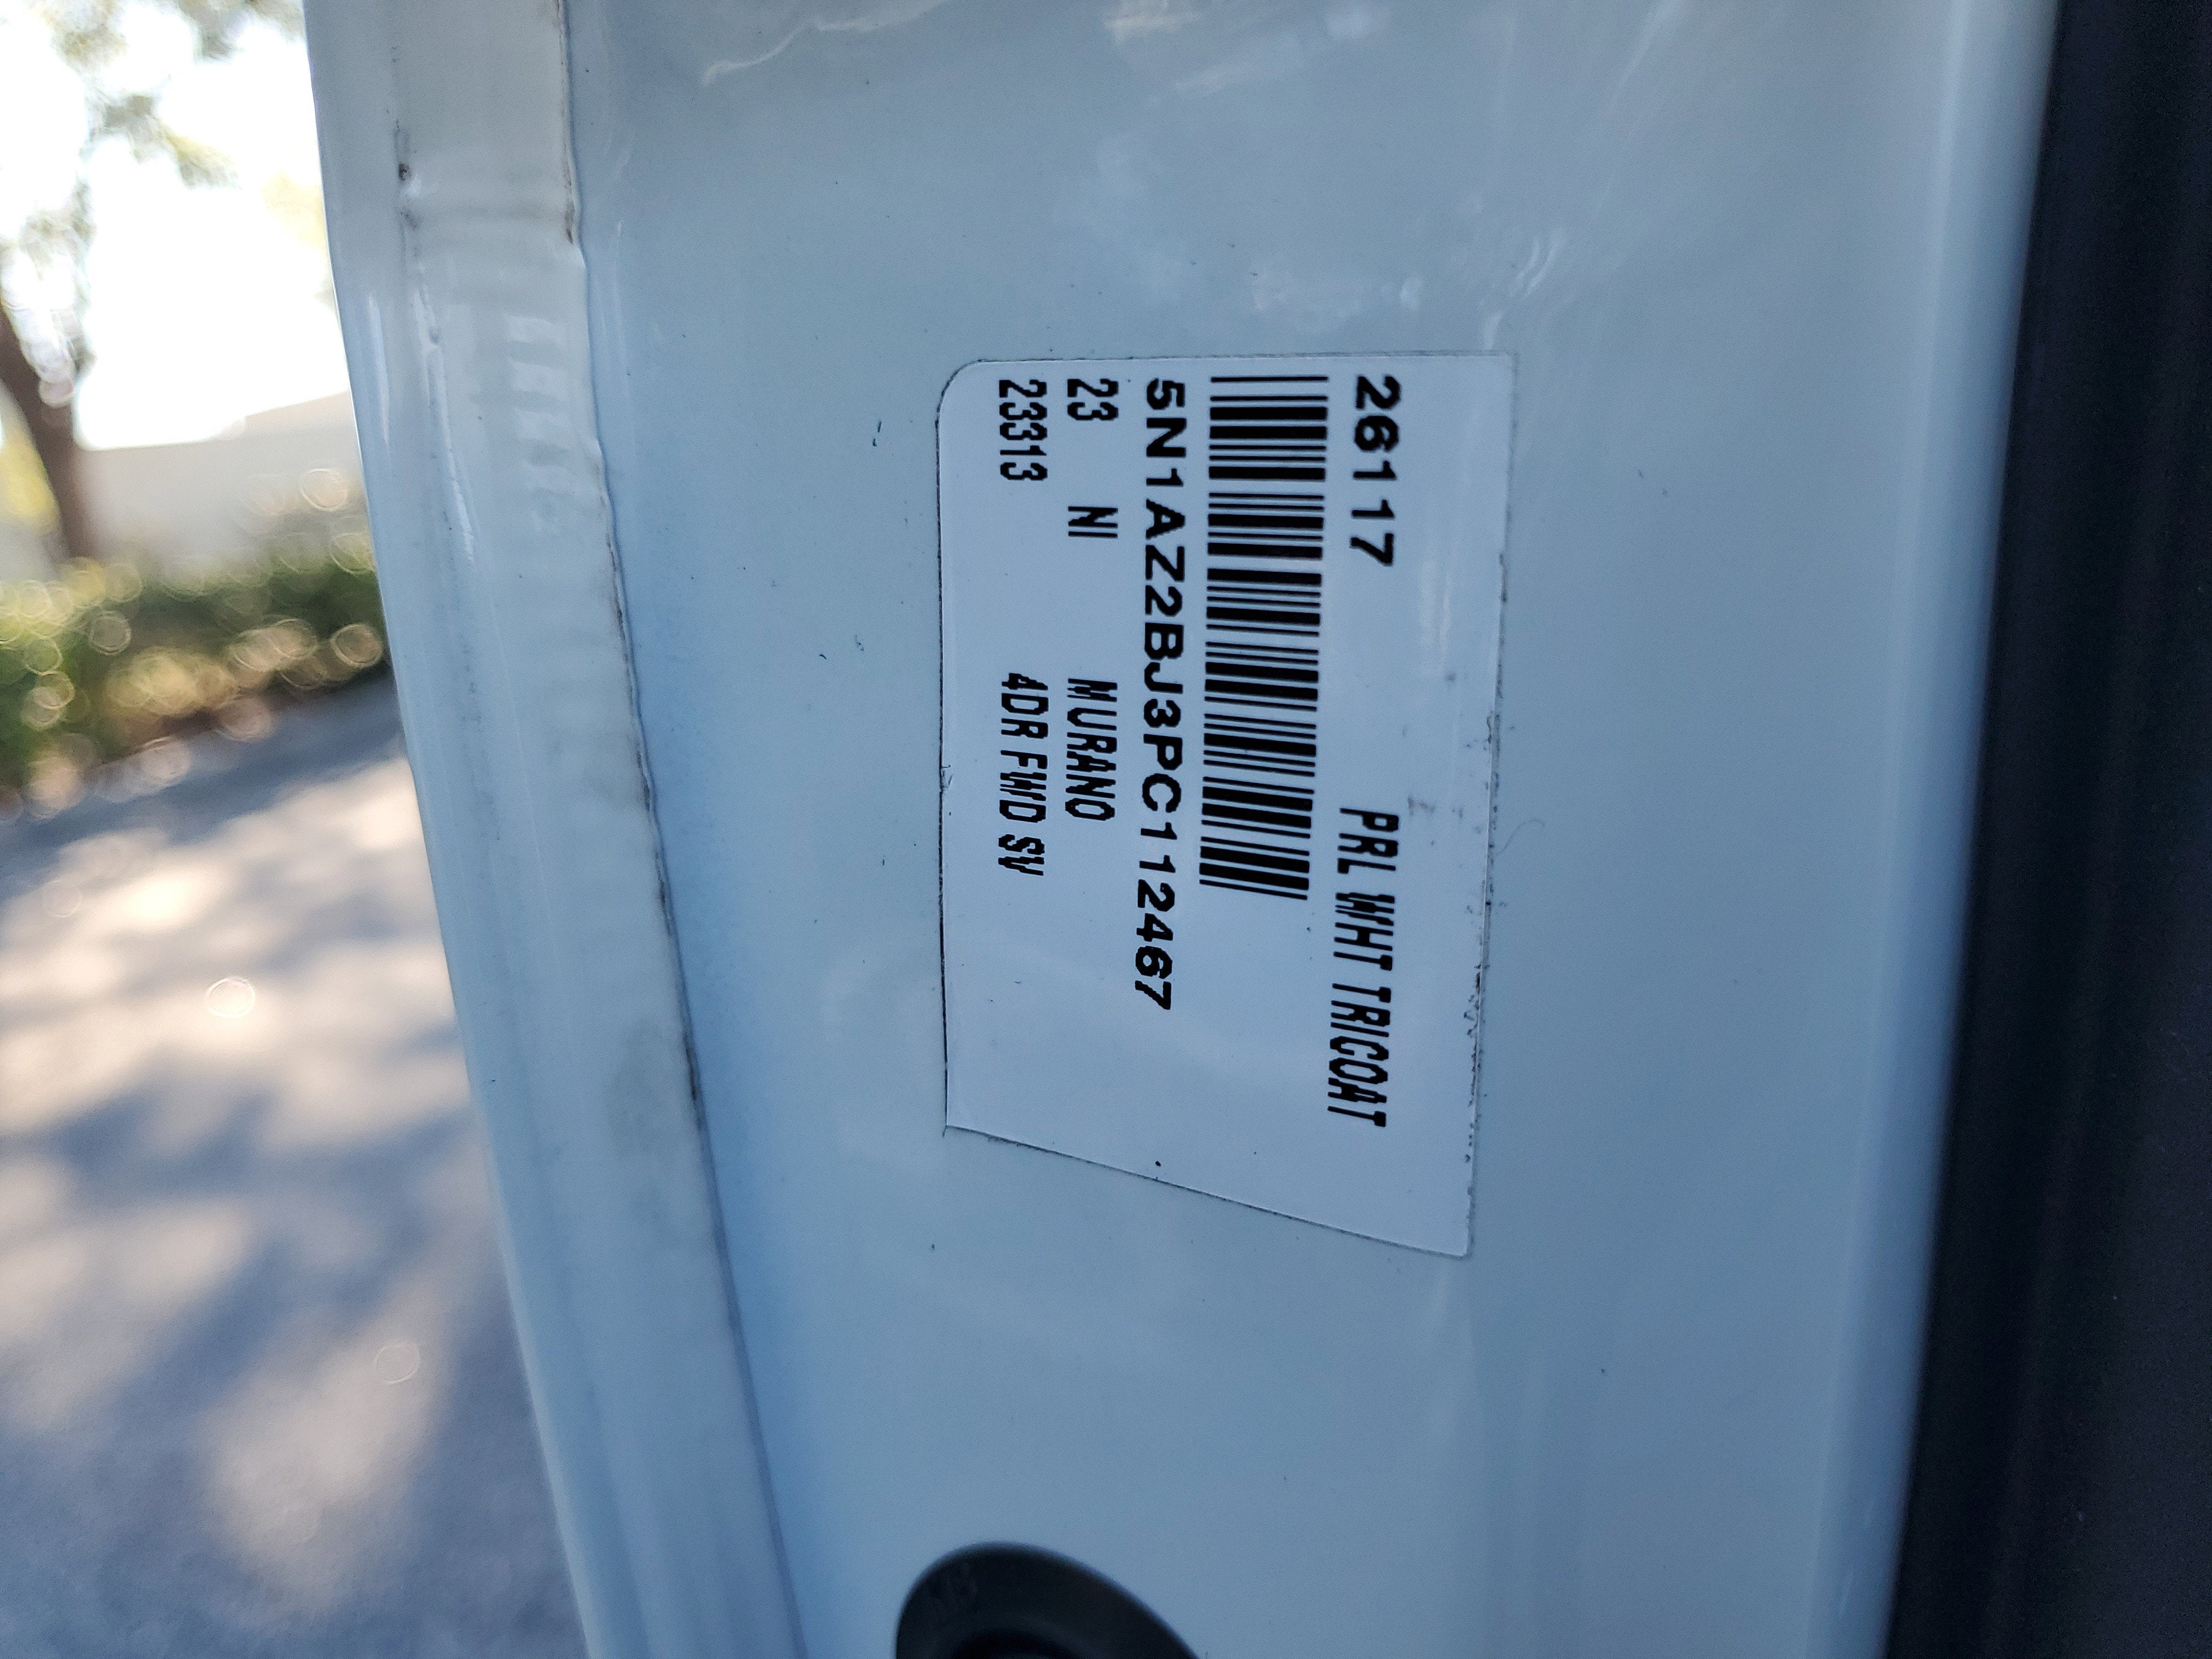 26117 PRL WHT TRICOAT
5N1AZ2BJ3PC112467
23 NI MURANO
23313 4DR FWD SV